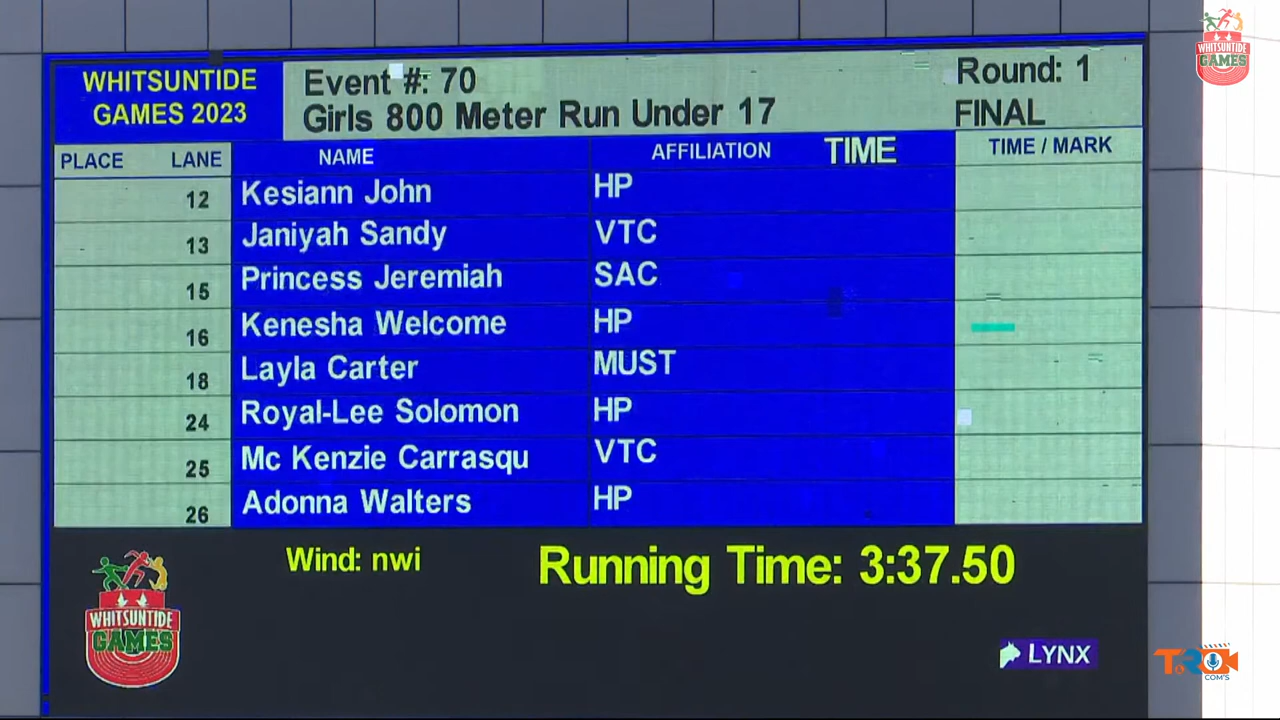 WHITSUNTIDE
GAMES 2023
Event #: 70
Girls 800 Meter Run Under 17
Round: 1
FINAL
PLACE LANE NAME AFFILIATION TIME TIME / MARK
12 Kesiann John HP
13 Janiyah Sandy VTC
15 Princess Jeremiah SAC
16 Kenesha Welcome HP
18 Layla Carter MUST
24 Royal-Lee Solomon HP
25 Mc Kenzie Carrasqu VTC
26 Adonna Walters HP
Wind: nwi
Running Time: 3:37.50
WHITSUNTIDE
GAMES
LYNX
WHITSUNTIDE
GAMES
T&RO
COM'S